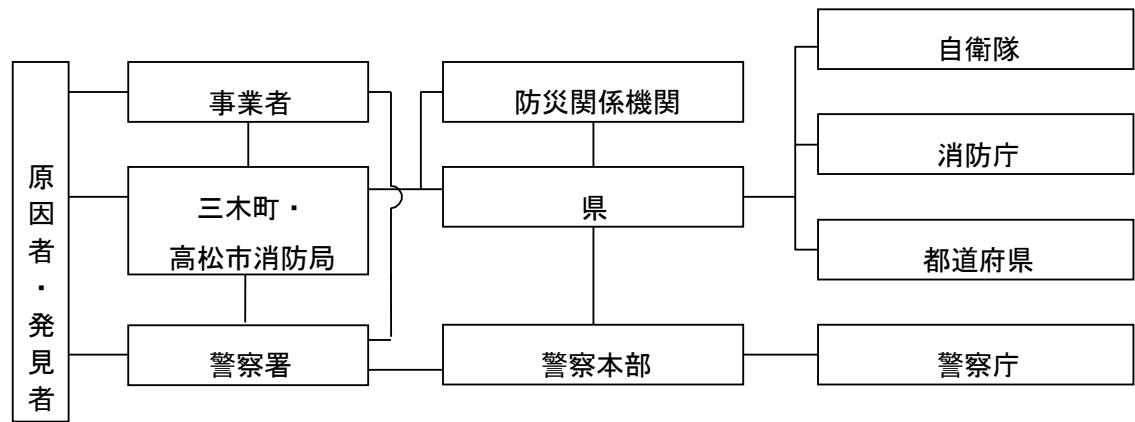 原因者・発見者
事業者
三木町・
高松市消防局
警察署
防災関係機関
県
警察本部
自衛隊
消防庁
都道府県
警察庁